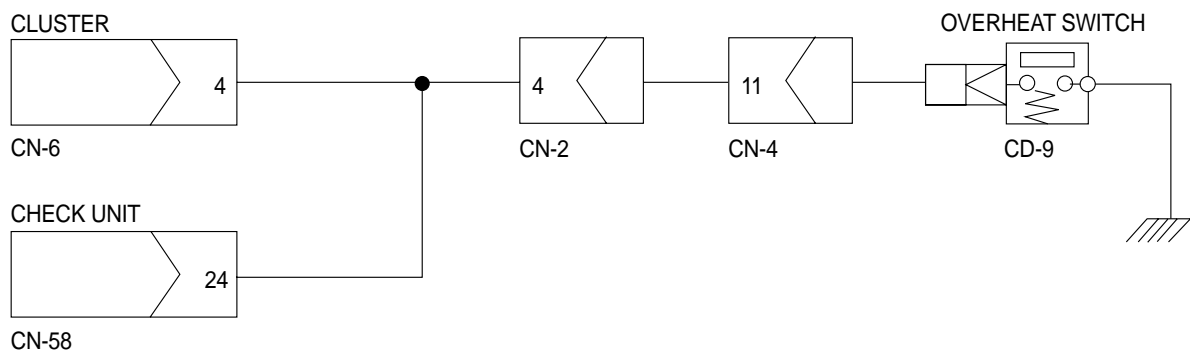 CLUSTER
4
CN-6
CHECK UNIT
24
CN-58
4
CN-2
11
CN-4
OVERHEAT SWITCH
CD-9